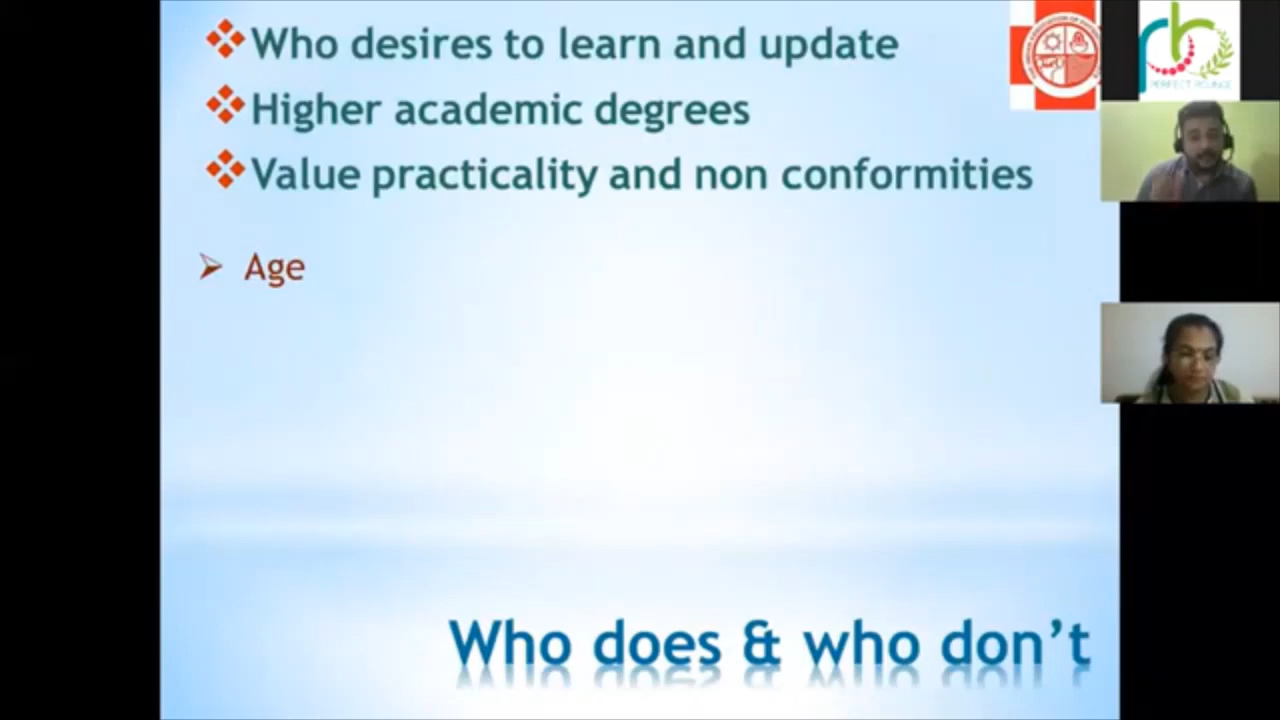 Who desires to learn and update
Higher academic degrees
Value practicality and non conformities
Age
Who does & who don't